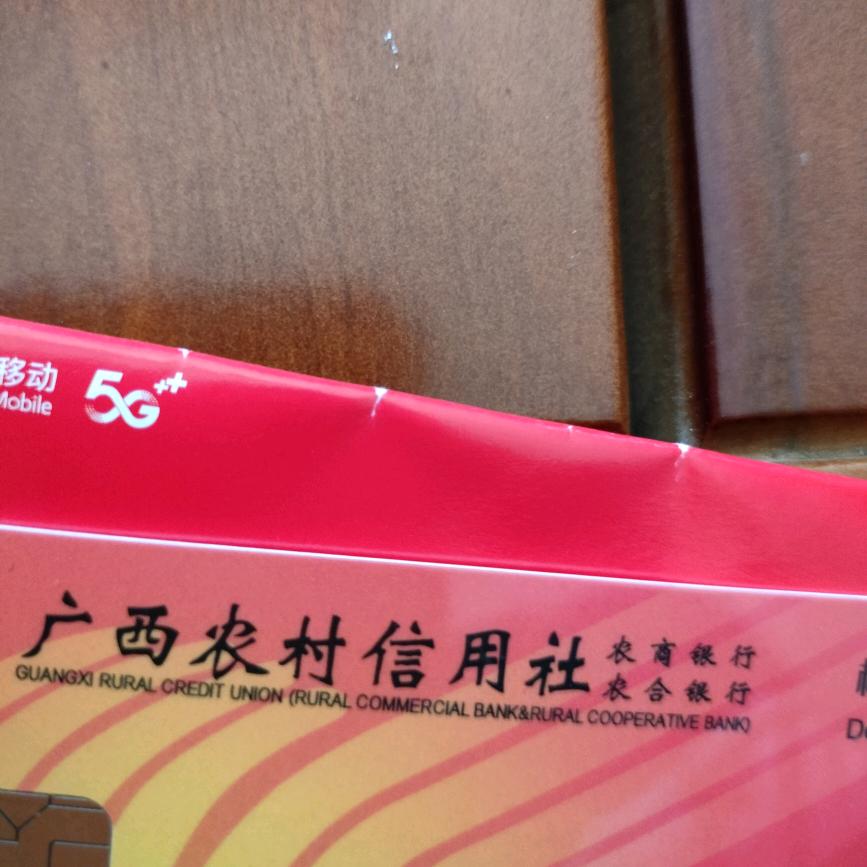 移动
Mobile
5G++
广西农村信用社
农商银行
农合银行
GUANGXI RURAL CREDIT UNION (RURAL COMMERCIAL BANK&RURAL COOPERATIVE BANK)
De